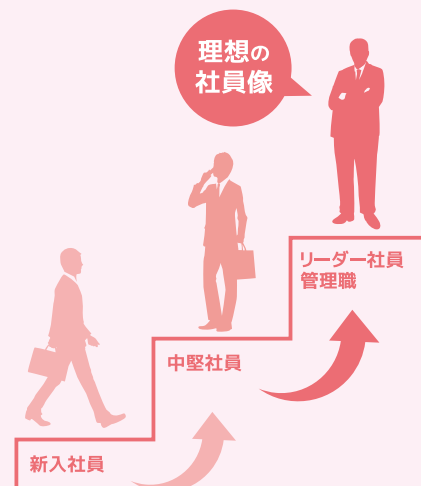 理想の
社員像
リーダー社員
管理職
中堅社員
新入社員